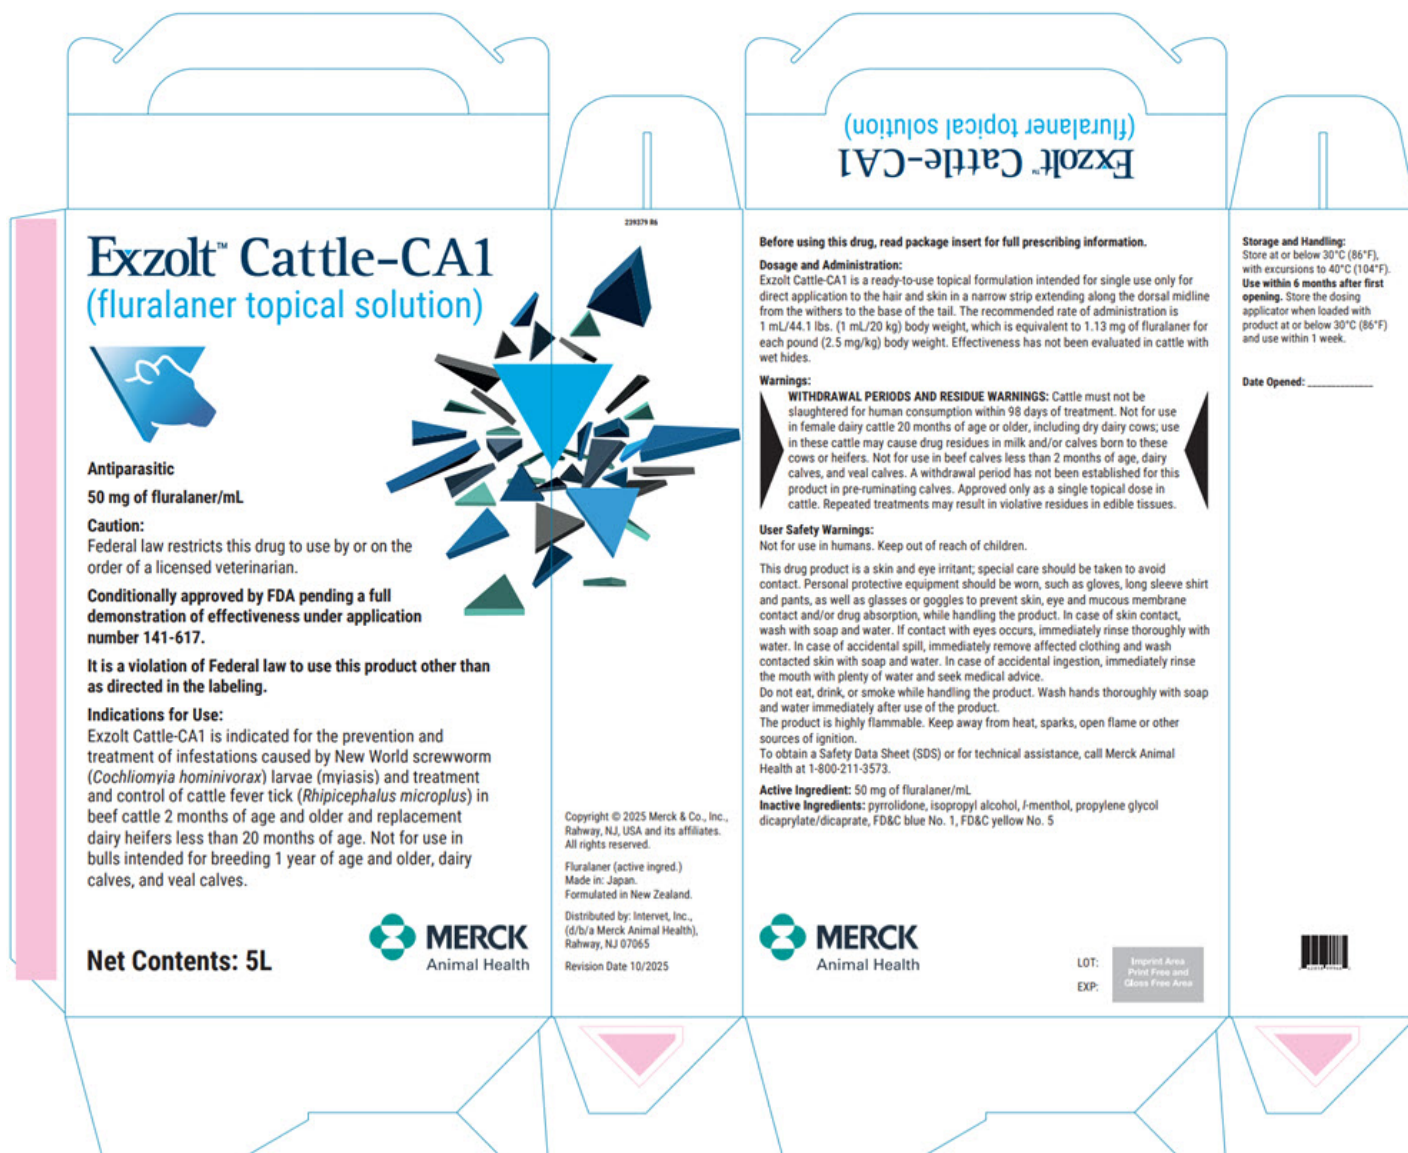 Exzolt™ Cattle-CA1
(fluralaner topical solution)
Antiparasitic
50 mg of fluralaner/mL
Caution:
Federal law restricts this drug to use by or on the
order of a licensed veterinarian.
Conditionally approved by FDA pending a full
demonstration of effectiveness under application
number 141-617.
It is a violation of Federal law to use this product other than
as directed in the labeling.
Indications for Use:
Exzolt Cattle-CA1 is indicated for the prevention and
treatment of infestations caused by New World screwworm
(Cochliomyia hominivorax) larvae (myiasis) and treatment
and control of cattle fever tick (Rhipicephalus microplus) in
beef cattle 2 months of age and older and replacement
dairy heifers less than 20 months of age. Not for use in
bulls intended for breeding 1 year of age and older, dairy
calves, and veal calves.
Net Contents: 5L
MERCK
Animal Health
239379 R6
Copyright © 2025 Merck & Co., Inc.,
Rahway, NJ, USA and its affiliates.
All rights reserved.
Fluralaner (active ingred.)
Made in: Japan.
Formulated in New Zealand.
Distributed by: Intervet, Inc.,
(d/b/a Merck Animal Health),
Rahway, NJ 07065
Revision Date 10/2025
Exzolt™ Cattle-CA1
(fluralaner topical solution)
Before using this drug, read package insert for full prescribing information.
Dosage and Administration:
Exzolt Cattle-CA1 is a ready-to-use topical formulation intended for single use only for
direct application to the hair and skin in a narrow strip extending along the dorsal midline
from the withers to the base of the tail. The recommended rate of administration is
1 mL/44.1 lbs. (1 mL/20 kg) body weight, which is equivalent to 1.13 mg of fluralaner for
each pound (2.5 mg/kg) body weight. Effectiveness has not been evaluated in cattle with
wet hides.
Warnings:
WITHDRAWAL PERIODS AND RESIDUE WARNINGS: Cattle must not be
slaughtered for human consumption within 98 days of treatment. Not for use
in female dairy cattle 20 months of age or older, including dry dairy cows; use
in these cattle may cause drug residues in milk and/or calves born to these
cows or heifers. Not for use in beef calves less than 2 months of age, dairy
calves, and veal calves. A withdrawal period has not been established for this
product in pre-ruminating calves. Approved only as a single topical dose in
cattle. Repeated treatments may result in violative residues in edible tissues.
User Safety Warnings:
Not for use in humans. Keep out of reach of children.
This drug product is a skin and eye irritant; special care should be taken to avoid
contact. Personal protective equipment should be worn, such as gloves, long sleeve shirt
and pants, as well as glasses or goggles to prevent skin, eye and mucous membrane
contact and/or drug absorption, while handling the product. In case of skin contact,
wash with soap and water. If contact with eyes occurs, immediately rinse thoroughly with
water. In case of accidental spill, immediately remove affected clothing and wash
contacted skin with soap and water. In case of accidental ingestion, immediately rinse
the mouth with plenty of water and seek medical advice.
Do not eat, drink, or smoke while handling the product. Wash hands thoroughly with soap
and water immediately after use of the product.
The product is highly flammable. Keep away from heat, sparks, open flame or other
sources of ignition.
To obtain a Safety Data Sheet (SDS) or for technical assistance, call Merck Animal
Health at 1-800-211-3573.
Active Ingredient: 50 mg of fluralaner/mL
Inactive Ingredients: pyrrolidone, isopropyl alcohol, l-menthol, propylene glycol
dicaprylate/dicaprate, FD&C blue No. 1, FD&C yellow No. 5
MERCK
Animal Health
LOT:
EXP:
Imprint Area
Print Free and
Gloss Free Area
Storage and Handling:
Store at or below 30°C (86°F),
with excursions to 40°C (104°F).
Use within 6 months after first
opening. Store the dosing
applicator when loaded with
product at or below 30°C (86°F)
and use within 1 week.
Date Opened: ______________